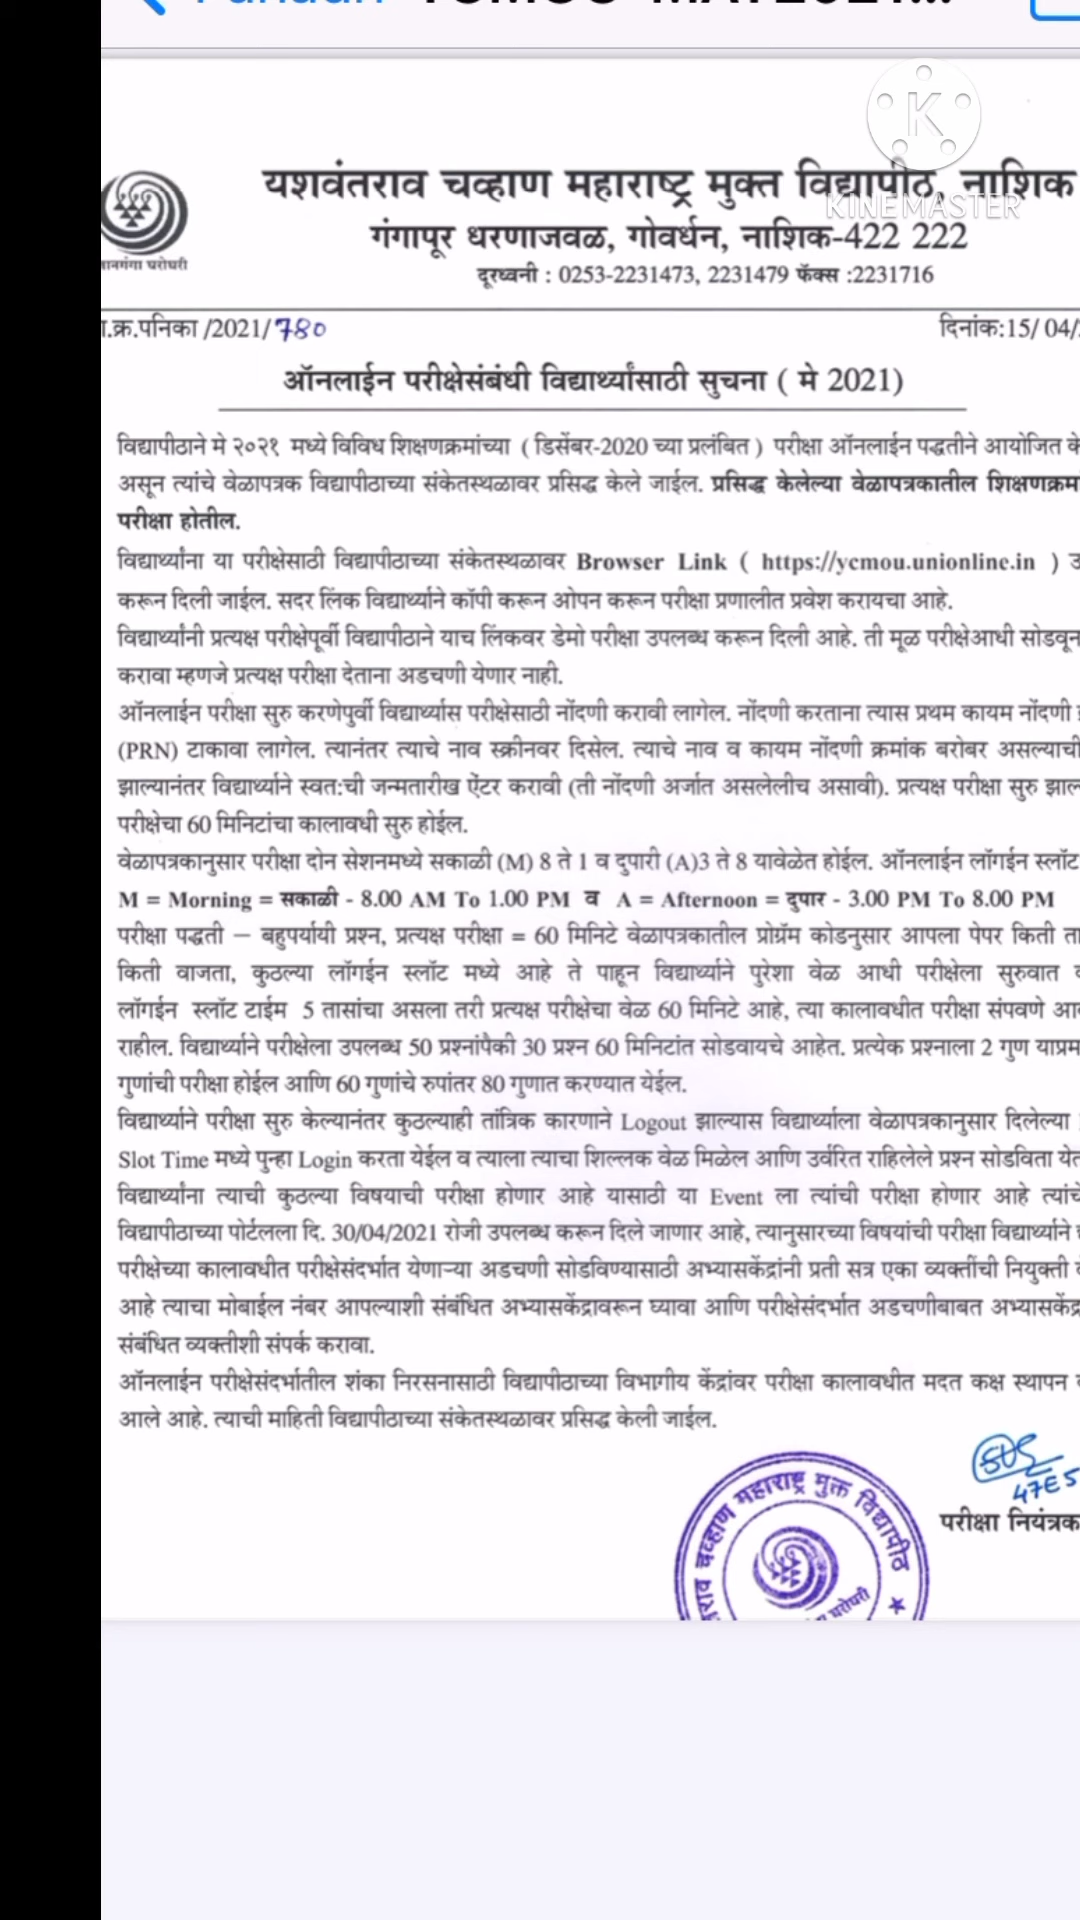 YCMOU MAY2021...
KINEMASTER
यशवंतराव चव्हाण महाराष्ट्र मुक्त विद्यापीठ, नाशिक
गंगापूर धरणाजवळ, गोवर्धन, नाशिक-422 222
दूरध्वनी : 0253-2231473, 2231479 फॅक्स :2231716
घरोघरी
.क्र.पनिका /2021/780
दिनांक:15/ 04/
ऑनलाईन परीक्षेसंबंधी विद्यार्थ्यांसाठी सुचना ( मे 2021)
विद्यापीठाने मे २०२१ मध्ये विविध शिक्षणक्रमांच्या ( डिसेंबर-2020 च्या प्रलंबित ) परीक्षा ऑनलाईन पद्धतीने आयोजित
असून त्यांचे वेळापत्रक विद्यापीठाच्या संकेतस्थळावर प्रसिद्ध केले जाईल. प्रसिद्ध केलेल्या वेळापत्रकातील शिक्षणक्रम
परीक्षा होतील.
विद्यार्थ्यांना या परीक्षेसाठी विद्यापीठाच्या संकेतस्थळावर Browser Link ( https://ycmou.unionline.in )
करून दिली जाईल. सदर लिंक विद्यार्थ्याने कॉपी करून ओपन करून परीक्षा प्रणालीत प्रवेश करायचा आहे.
विद्यार्थ्यांनी प्रत्यक्ष परीक्षेपूर्वी विद्यापीठाने याच लिंकवर डेमो परीक्षा उपलब्ध करून दिली आहे. ती मूळ परीक्षेआधी सोडवून
करावा म्हणजे प्रत्यक्ष परीक्षा देताना अडचणी येणार नाही.
ऑनलाईन परीक्षा सुरु करणेपुर्वी विद्यार्थ्यास परीक्षेसाठी नोंदणी करावी लागेल. नोंदणी करताना त्यास प्रथम कायम नोंदणी
(PRN) टाकावा लागेल. त्यानंतर त्याचे नाव स्क्रीनवर दिसेल. त्याचे नाव व कायम नोंदणी क्रमांक बरोबर असल्याची
झाल्यानंतर विद्यार्थ्याने स्वत:ची जन्मतारीख ऐंटर करावी (ती नोंदणी अर्जात असलेलीच असावी). प्रत्यक्ष परीक्षा सुरु
परीक्षेचा 60 मिनिटांचा कालावधी सुरु होईल.
वेळापत्रकानुसार परीक्षा दोन सेशनमध्ये सकाळी (M) 8 ते 1 व दुपारी (A)3 ते 8 यावेळेत होईल. ऑनलाईन लॉगईन स्लॉट
M = Morning = सकाळी - 8.00 AM To 1.00 PM व A = Afternoon = दुपार - 3.00 PM To 8.00 PM
परीक्षा पद्धती – बहुपर्यायी प्रश्न, प्रत्यक्ष परीक्षा = 60 मिनिटे वेळापत्रकातील प्रोग्रॅम कोडनुसार आपला पेपर किती
किती वाजता, कुठल्या लॉगईन स्लॉट मध्ये आहे ते पाहून विद्यार्थ्याने पुरेशा वेळ आधी परीक्षेला सुरुवात
लॉगईन स्लॉट टाईम 5 तासांचा असला तरी प्रत्यक्ष परीक्षेचा वेळ 60 मिनिटे आहे, त्या कालावधीत परीक्षा संपवणे
राहील. विद्यार्थ्याने परीक्षेला उपलब्ध 50 प्रश्नांपैकी 30 प्रश्न 60 मिनिटांत सोडवायचे आहेत. प्रत्येक प्रश्नाला 2 गुण
गुणांची परीक्षा होईल आणि 60 गुणांचे रुपांतर 80 गुणात करण्यात येईल.
विद्यार्थ्याने परीक्षा सुरु केल्यानंतर कुठल्याही तांत्रिक कारणाने Logout झाल्यास विद्यार्थ्याला वेळापत्रकानुसार दिलेल्या
Slot Time मध्ये पुन्हा Login करता येईल व त्याला त्याचा शिल्लक वेळ मिळेल आणि उर्वरित राहिलेले प्रश्न सोडविता
विद्यार्थ्यांना त्याची कुठल्या विषयाची परीक्षा होणार आहे यासाठी या Event ला त्यांची परीक्षा होणार आहे
विद्यापीठाच्या पोर्टलला दि. 30/04/2021 रोजी उपलब्ध करून दिले जाणार आहे, त्यानुसारच्या विषयांची परीक्षा विद्यार्थ्याने
परीक्षेच्या कालावधीत परीक्षेसंदर्भात येणाऱ्या अडचणी सोडविण्यासाठी अभ्यासकेंद्रांनी प्रती सत्र एका व्यक्तींची नियुक्ती
आहे त्याचा मोबाईल नंबर आपल्याशी संबंधित अभ्यासकेंद्रावरून घ्यावा आणि परीक्षेसंदर्भात अडचणीबाबत
संबंधित व्यक्तीशी संपर्क करावा.
ऑनलाईन परीक्षेसंदर्भातील शंका निरसनासाठी विद्यापीठाच्या विभागीय केंद्रांवर परीक्षा कालावधीत मदत कक्ष स्थापन
आले आहे. त्याची माहिती विद्यापीठाच्या संकेतस्थळावर प्रसिद्ध केली जाईल.
परीक्षा नियंत्रक
चव्हाण महाराष्ट्र मुक्त विद्यापीठ
घरोघरी